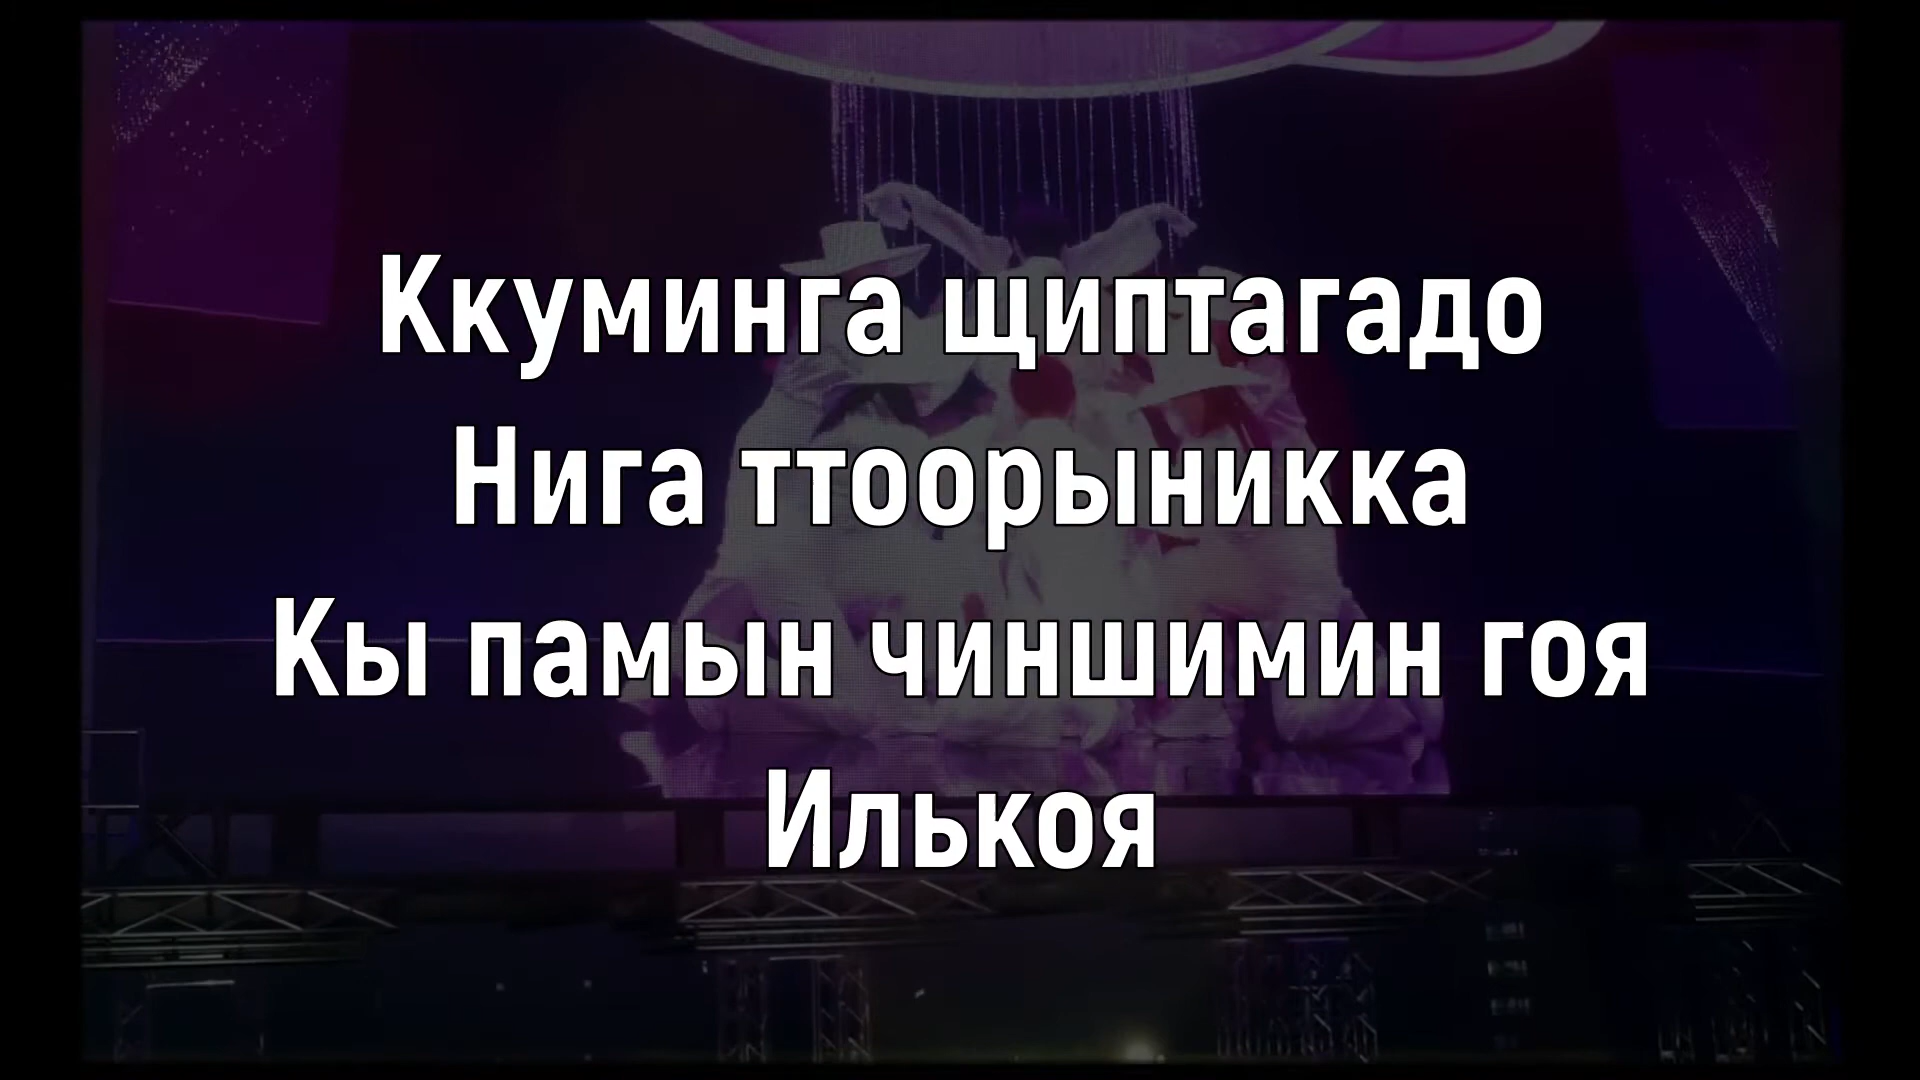 Ккуминга щиптагадо
Нига ттоорыникка
Кы памын чиншимин гоя
Илькоя